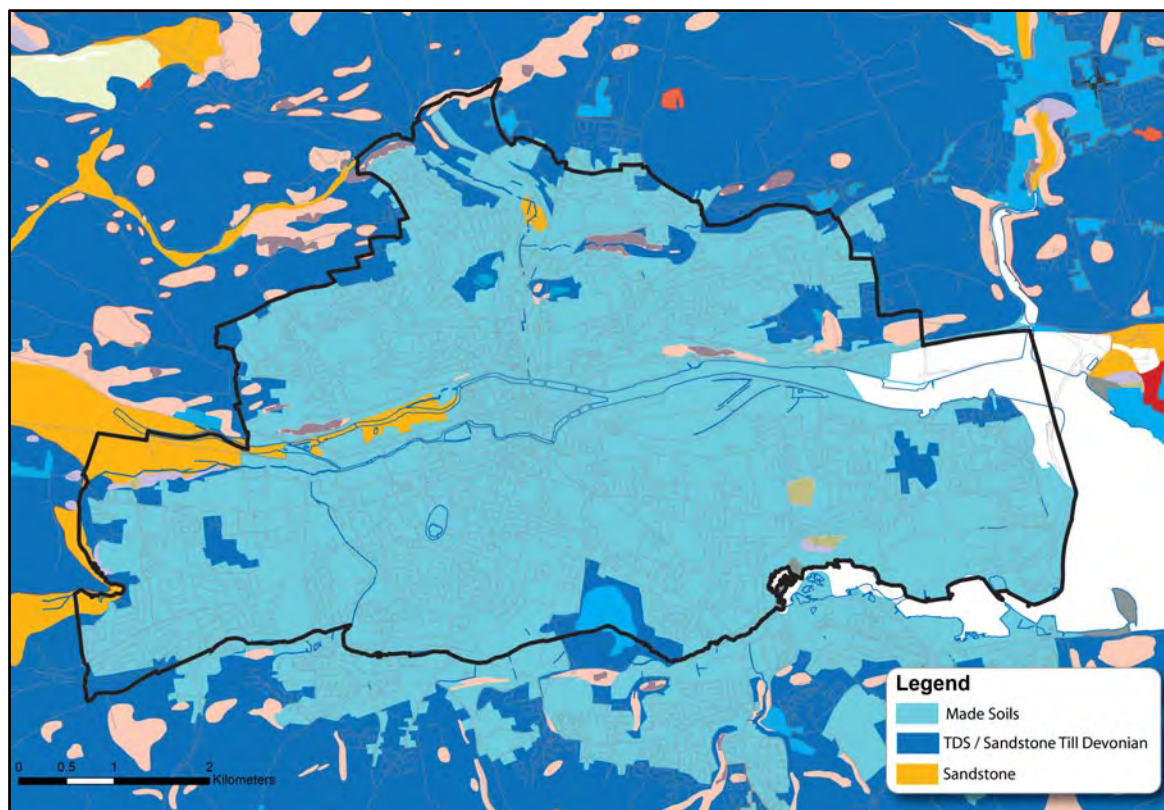 Legend
Made Soils
TDS / Sandstone Till Devonian
Sandstone
0 0.5 1 2
Kilometers